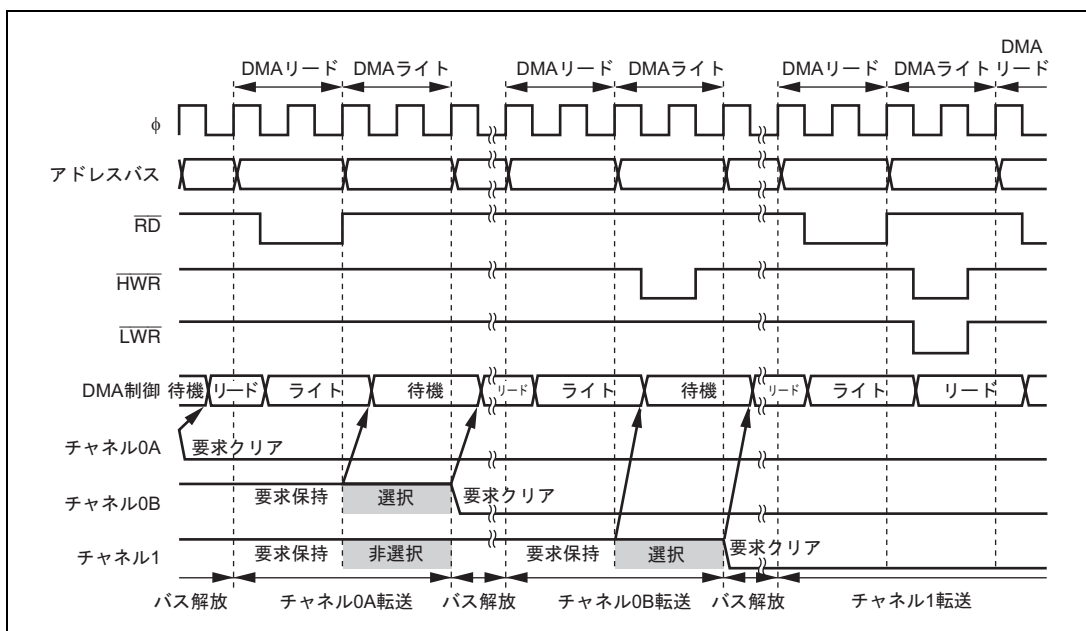 DMA
DMAリード DMAライト DMAリード DMAライト DMAリード DMAライト リード
φ
アドレスバス
RD
HWR
LWR
DMA制御 待機 リード ライト 待機 リード ライト 待機 リード ライト リード
チャネル0A 要求クリア
チャネル0B 要求保持 選択 要求クリア
チャネル1 要求保持 非選択 要求保持 選択 要求クリア
バス解放 チャネル0A転送 バス解放 チャネル0B転送 バス解放 チャネル1転送